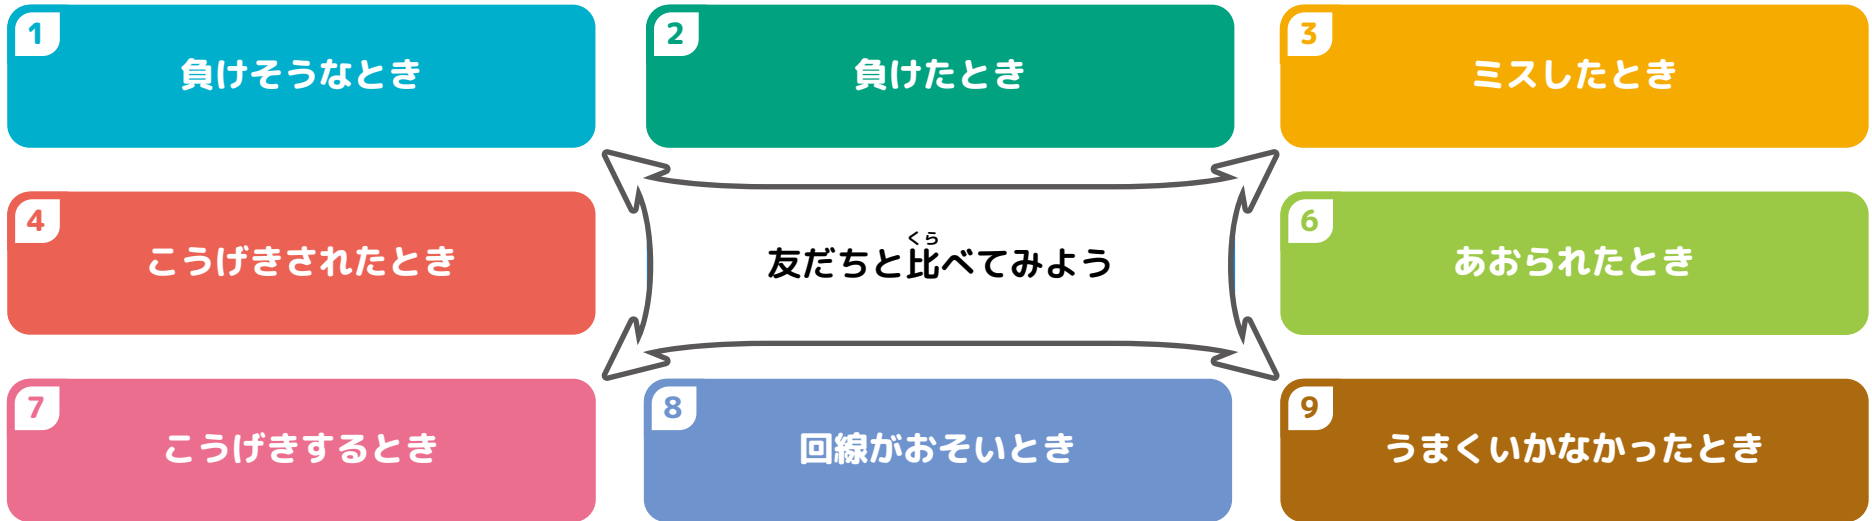 1
負けそうなとき
2
負けたとき
3
ミスしたとき
4
こうげきされたとき
くら
友だちと比べてみよう
6
あおられたとき
7
こうげきするとき
8
回線がおそいとき
9
うまくいかなかったとき